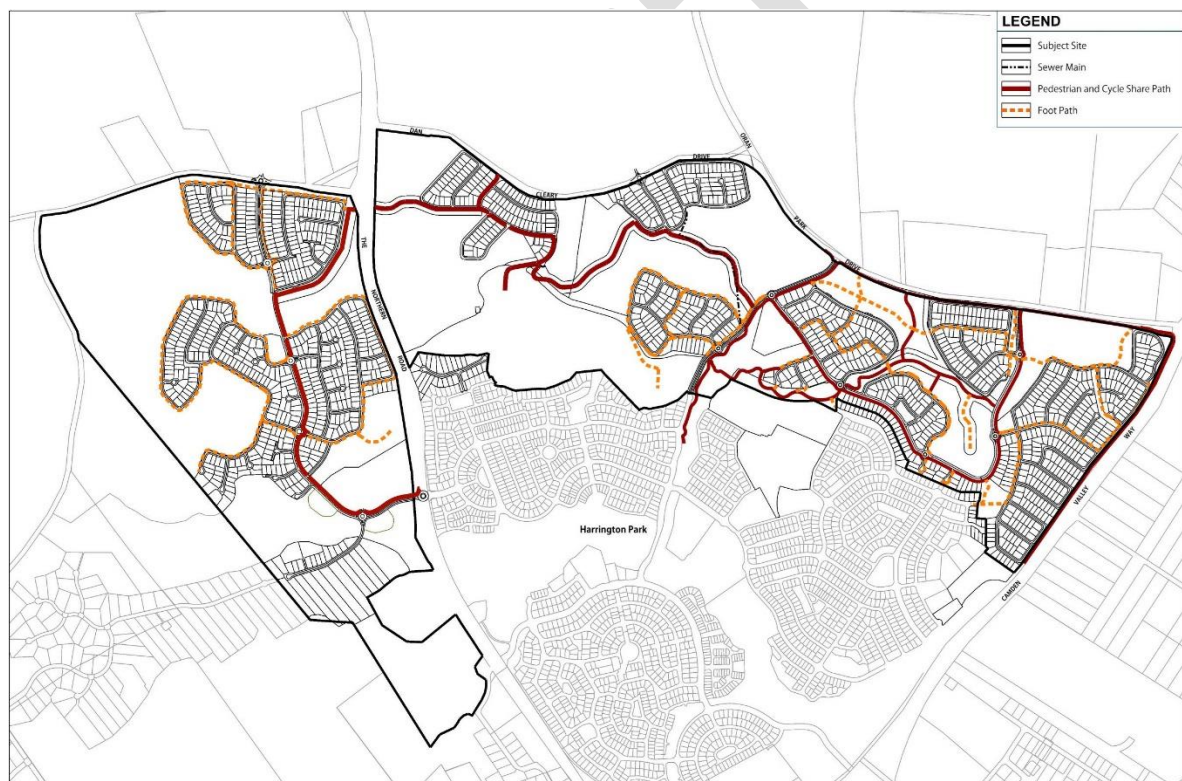 LEGEND
Subject Site
Sewer Main
Pedestrian and Cycle Share Path
Foot Path
DAN
CLEARY
DRIVE
ORAN
PARK
DRIVE
THE
NORTHERN
ROAD
CAMDEN
VALLEY
WAY
Harrington Park